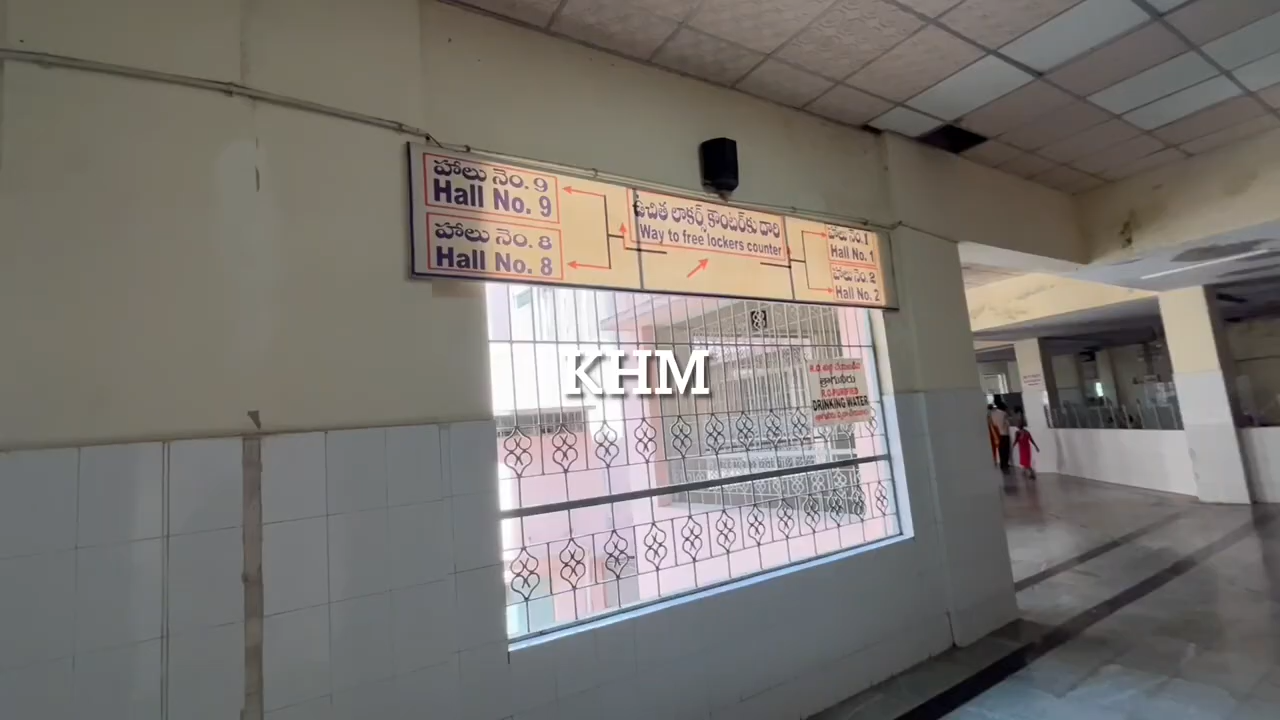 హాలు నెం. 9
Hall No. 9
హాలు నెం. 8
Hall No. 8
ఉచిత లాకర్స్ కౌంటర్‌కు దారి
Way to free lockers counter
హాలు నెం. 1
Hall No. 1
హాలు నెం. 2
Hall No. 2
KHM
త్రాగునీరు
R.O.PURIFIED
DRINKING WATER